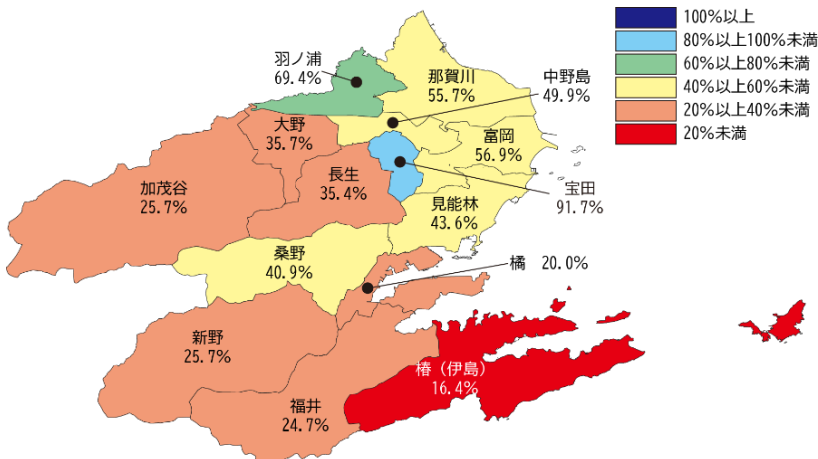 100%以上
80%以上100%未満
60%以上80%未満
40%以上60%未満
20%以上40%未満
20%未満
羽ノ浦
69.4%
那賀川
55.7%
中野島
49.9%
大野
35.7%
富岡
56.9%
加茂谷
25.7%
長生
35.4%
宝田
91.7%
見能林
43.6%
桑野
40.9%
橘 20.0%
新野
25.7%
椿（伊島）
16.4%
福井
24.7%